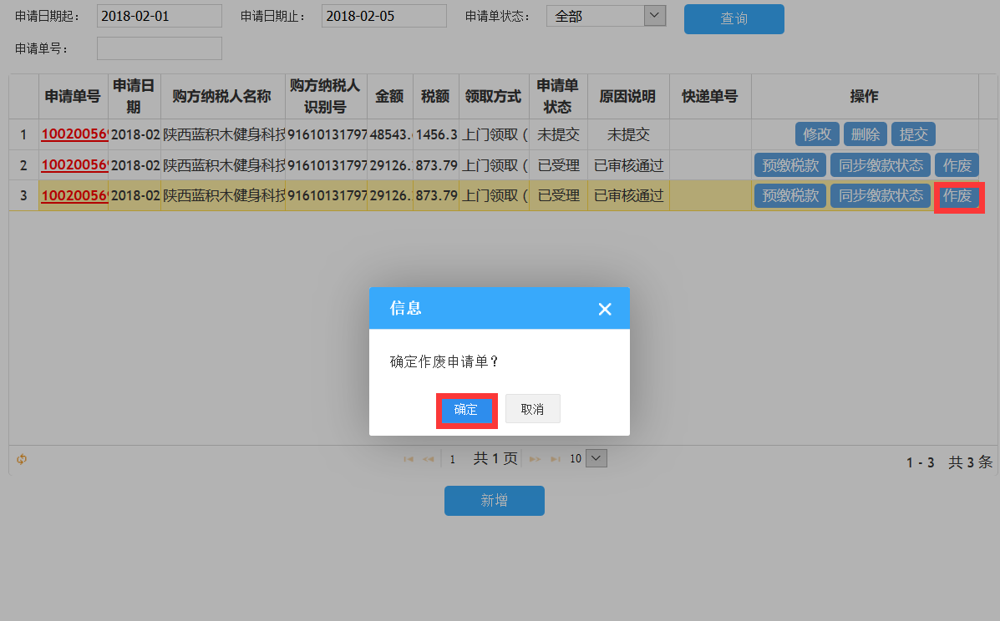 申请日期起： 2018-02-01 申请日期止： 2018-02-05 申请单状态： 全部 查询
申请单号：
申请单号 申请日期 购方纳税人名称 购方纳税人识别号 金额 税额 领取方式 申请单状态 原因说明 快递单号 操作
1 10020056 2018-02 陕西蓝积木健身科技 91610131797 48543. 1456.3 上门领取（ 未提交 未提交 修改 删除 提交
2 10020056 2018-02 陕西蓝积木健身科技 91610131797 29126. 873.79 上门领取（ 已受理 已审核通过 预缴税款 同步缴款状态 作废
3 10020056 2018-02 陕西蓝积木健身科技 91610131797 29126. 873.79 上门领取（ 已受理 已审核通过 预缴税款 同步缴款状态 作废
信息
确定作废申请单？
确定 取消
1 共 1 页 10 1 - 3 共 3 条
新增